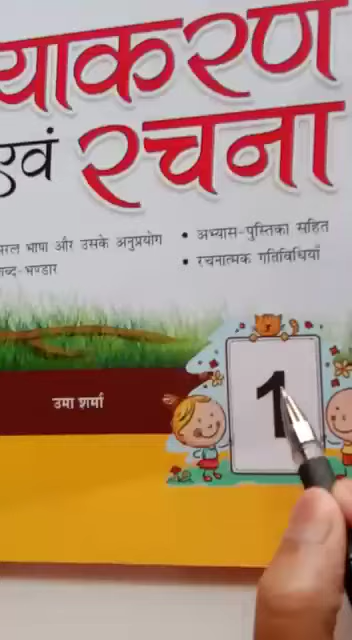 याकरण
एवं रचना
सरल भाषा और उसके अनुप्रयोग
• अभ्यास-पुस्तिका सहित
शब्द-भण्डार
• रचनात्मक गतिविधियाँ
उमा शर्मा
1